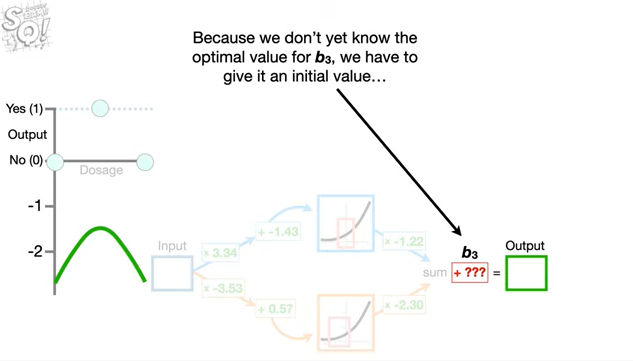 SQ!
Because we don't yet know the
optimal value for b3, we have to
give it an initial value...
Yes (1)
Output
No (0)
Dosage
-1
-2
Input
x 3.34
+ -1.43
x -1.22
x -3.53
+ 0.57
x -2.30
sum
b3
+ ???
=
Output